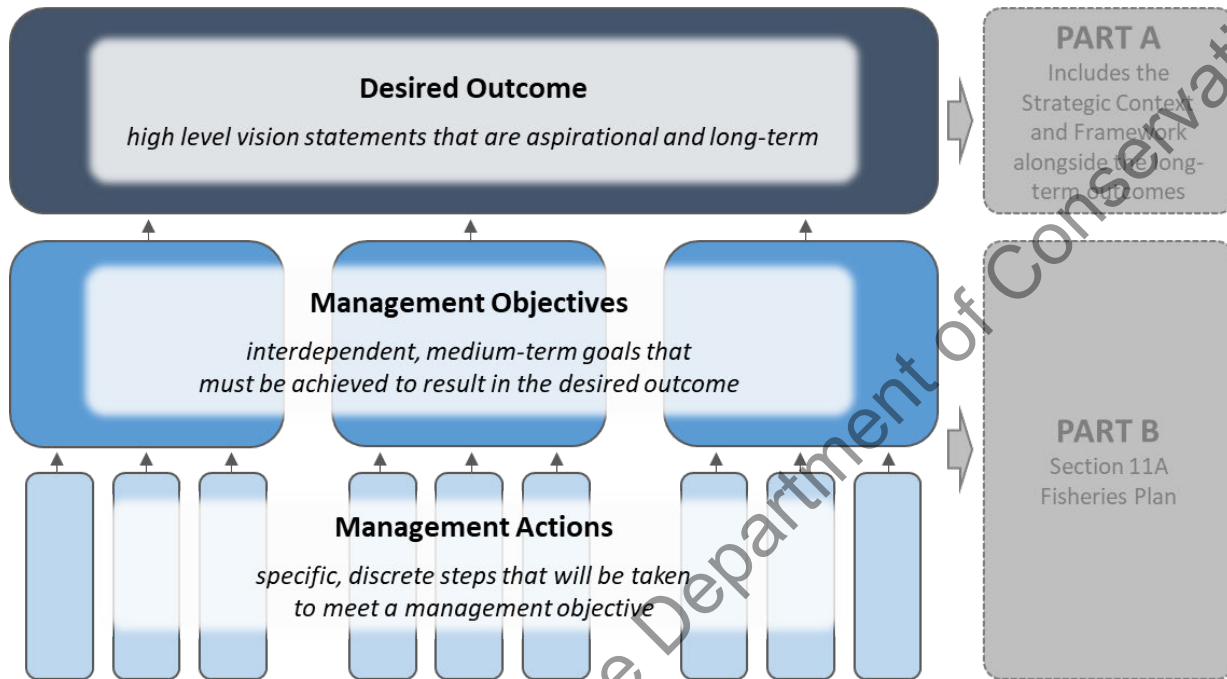 Desired Outcome
high level vision statements that are aspirational and long-term
Management Objectives
interdependent, medium-term goals that
must be achieved to result in the desired outcome
Management Actions
specific, discrete steps that will be taken
to meet a management objective
PART A
Includes the
Strategic Context
and Framework
alongside the long-
term outcomes
PART B
Section 11A
Fisheries Plan
Department of Conservati